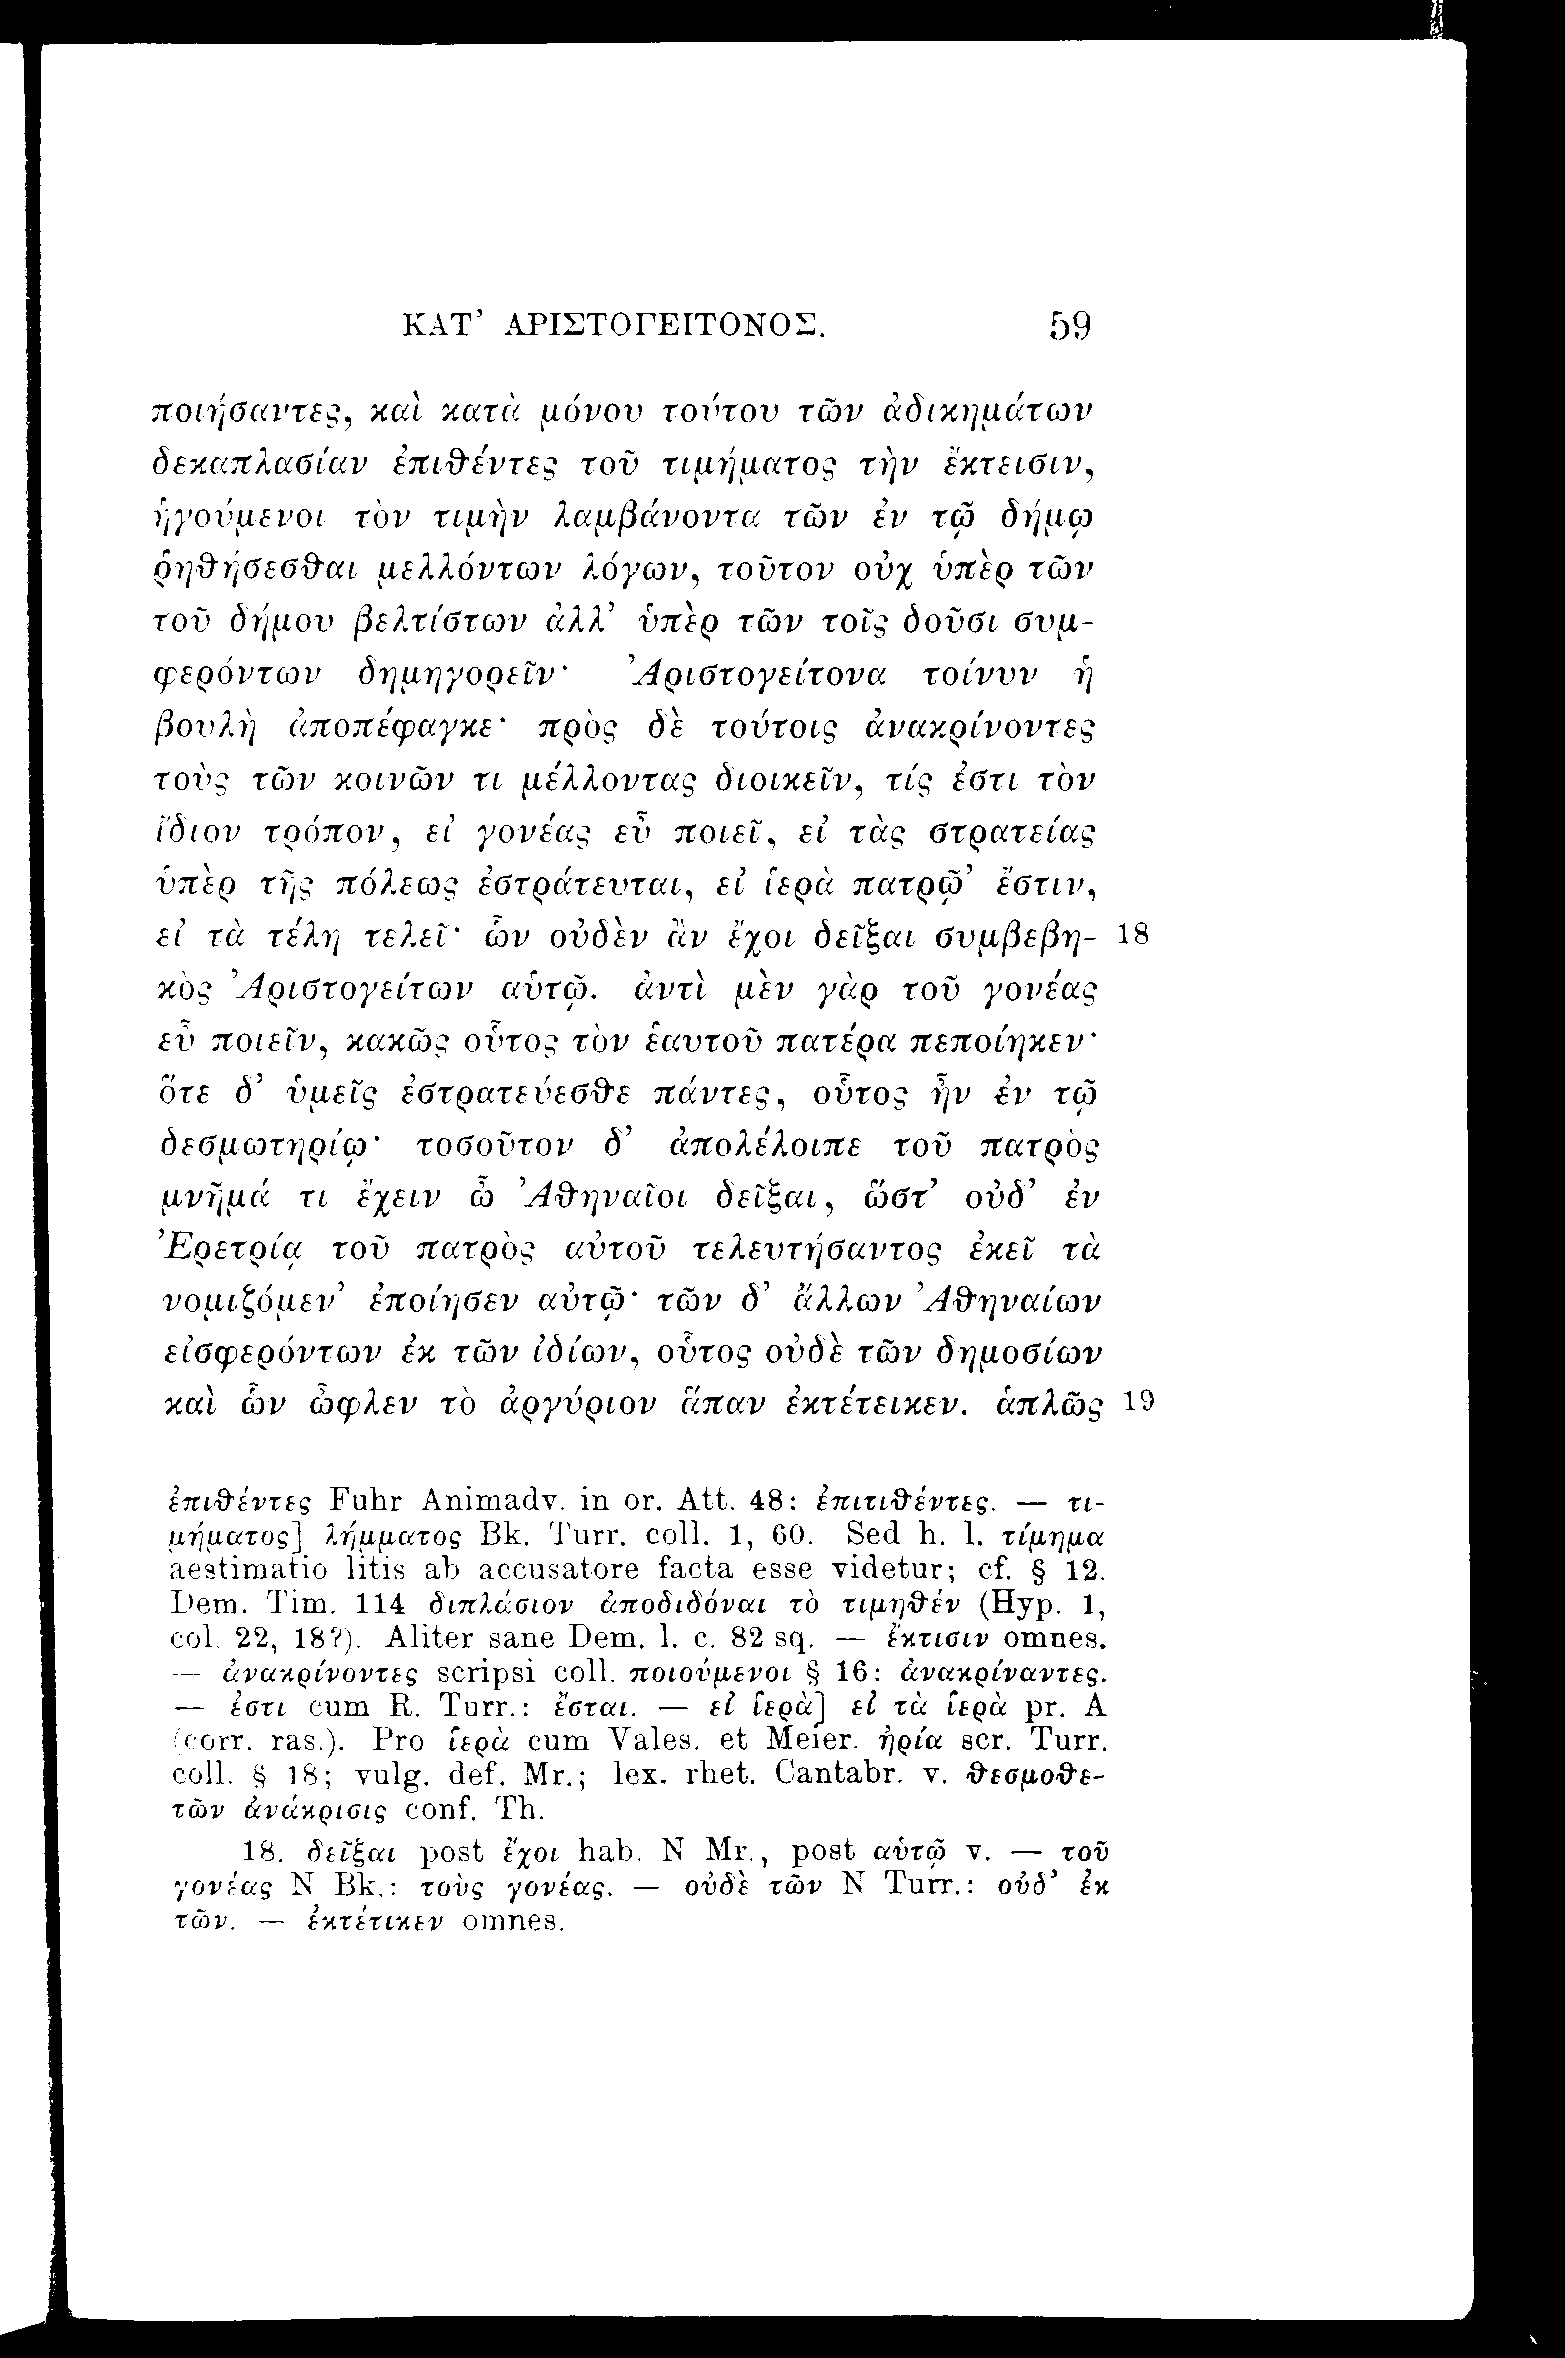 ΚΑΤ’ ΑΡΙΣΤΟΓΕΙΤΟΝΟΣ. 59
ποιήσαντες, καὶ κατὰ μόνου τούτου τῶν ἀδικημάτων
δεκαπλασίαν ἐπιθέντες τοῦ τιμήματος τὴν ἔκτεισιν,
ἡγούμενοι τὸν τιμὴν λαμβάνοντα τῶν ἐν τῷ δήμῳ
ῥηθήσεσθαι μελλόντων λόγων, τοῦτον οὐχ ὑπὲρ τῶν
τοῦ δήμου βελτίστων ἀλλ’ ὑπὲρ τῶν τοῖς δοῦσι συμ-
φερόντων δημηγορεῖν· Ἀριστογείτονα τοίνυν ἡ
βουλὴ ἀποπέφαγκε· πρὸς δὲ τούτοις ἀνακρίνοντες
τοὺς τῶν κοινῶν τι μέλλοντας διοικεῖν, τίς ἐστι τὸν
ἴδιον τρόπον, εἰ γονέας εὖ ποιεῖ, εἰ τὰς στρατείας
ὑπὲρ τῆς πόλεως ἐστράτευται, εἰ ἱερὰ πατρῷ’ ἔστιν,
εἰ τὰ τέλη τελεῖ· ὧν οὐδὲν ἂν ἔχοι δεῖξαι συμβεβη- 18
κὸς Ἀριστογείτων αὑτῷ. ἀντὶ μὲν γὰρ τοῦ γονέας
εὖ ποιεῖν, κακῶς οὗτος τὸν ἑαυτοῦ πατέρα πεποίηκεν·
ὅτε δ’ ὑμεῖς ἐστρατεύεσθε πάντες, οὗτος ἦν ἐν τῷ
δεσμωτηρίῳ· τοσοῦτον δ’ ἀπολέλοιπε τοῦ πατρὸς
μνῆμά τι ἔχειν ὦ Ἀθηναῖοι δεῖξαι, ὥστ’ οὐδ’ ἐν
Ἐρετρίᾳ τοῦ πατρὸς αὐτοῦ τελευτήσαντος ἐκεῖ τὰ
νομιζόμεν’ ἐποίησεν αὐτῷ· τῶν δ’ ἄλλων Ἀθηναίων
εἰσφερόντων ἐκ τῶν ἰδίων, οὗτος οὐδὲ τῶν δημοσίων
καὶ ὧν ὦφλεν τὸ ἀργύριον ἅπαν ἐκτέτεικεν. ἁπλῶς 19
ἐπιθέντες Fuhr Animadv. in or. Att. 48: ἐπιτιθέντες. — τι-
μήματος] λήμματος Bk. Turr. coll. 1, 60. Sed h. l. τίμημα
aestimatio litis ab accusatore facta esse videtur; cf. § 12.
Dem. Tim. 114 διπλάσιον ἀποδιδόναι τὸ τιμηθέν (Hyp. 1,
col. 22, 18?). Aliter sane Dem. l. c. 82 sq. — ἔκτισιν omnes.
— ἀνακρίνοντες scripsi coll. ποιούμενοι § 16: ἀνακρίναντες.
— ἐστι cum R. Turr.: ἔσται. — εἰ ἱερὰ] εἰ τὰ ἱερὰ pr. A
(corr. ras.). Pro ἱερὰ cum Vales. et Meier. ἠρία scr. Turr.
coll. § 18; vulg. def. Mr.; lex. rhet. Cantabr. v. θεσμοθε-
τῶν ἀνάκρισις conf. Th.
18. δεῖξαι post ἔχοι hab. N Mr., post αὑτῷ v. — τοῦ
γονέας N Bk.: τοὺς γονέας. — οὐδὲ τῶν N Turr.: οὐδ’ ἐκ
τῶν. — ἐκτέτικεν omnes.